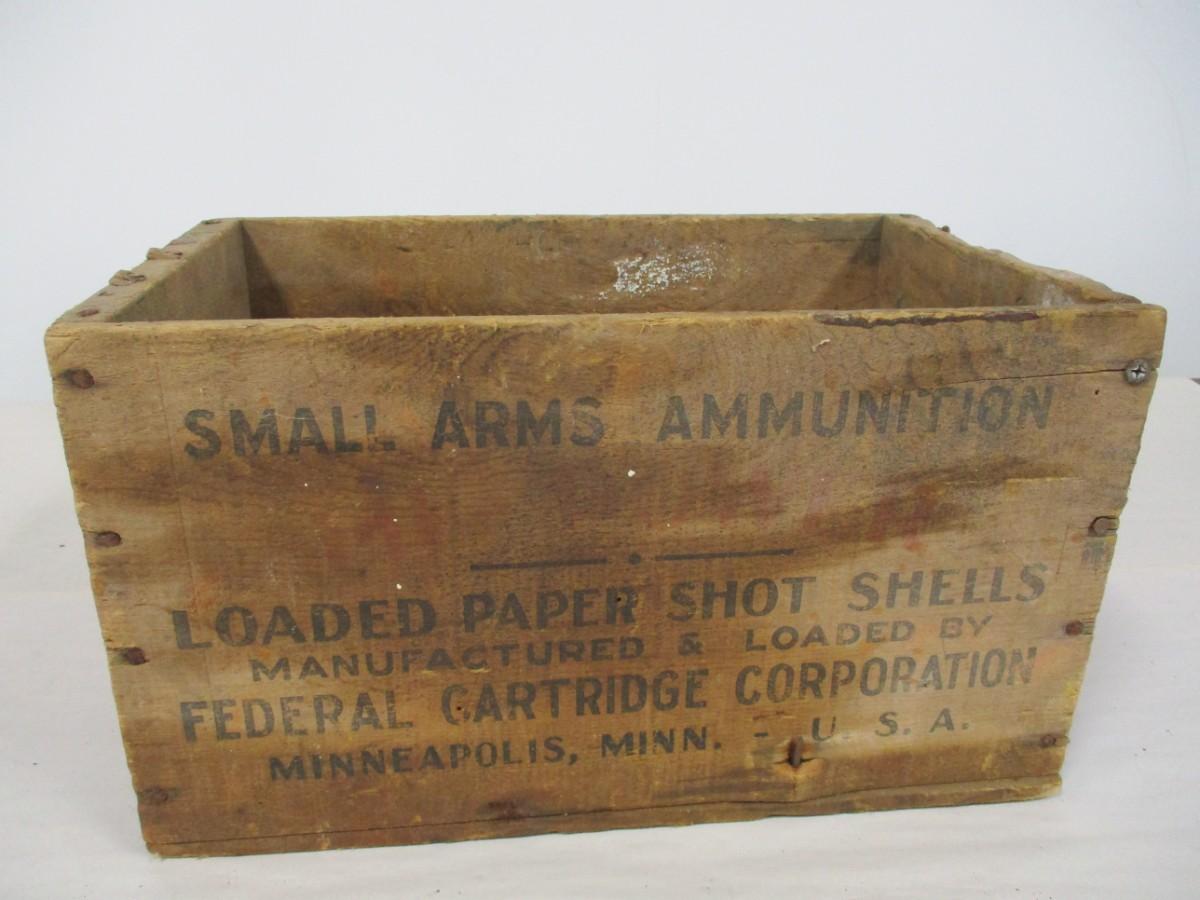 SMALL ARMS AMMUNITION
LOADED PAPER SHOT SHELLS
MANUFACTURED & LOADED BY
FEDERAL CARTRIDGE CORPORATION
MINNEAPOLIS, MINN. - U. S. A.